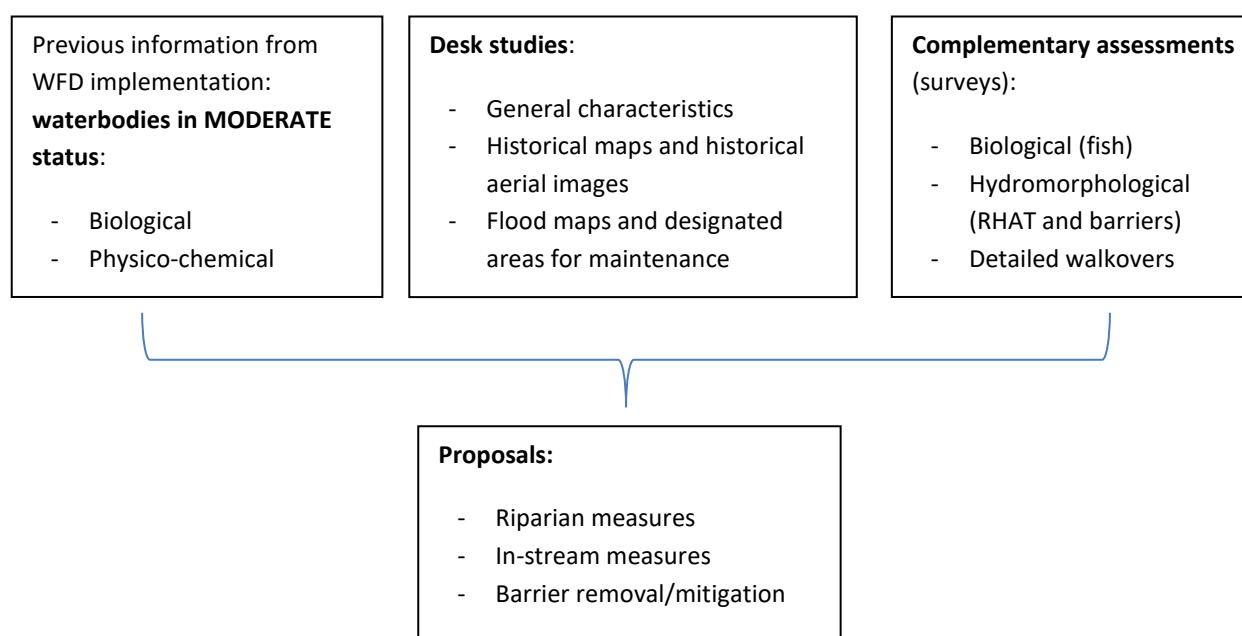 Previous information from
WFD implementation:
waterbodies in MODERATE
status:
- Biological
- Physico-chemical
Desk studies:
- General characteristics
- Historical maps and historical
aerial images
- Flood maps and designated
areas for maintenance
Complementary assessments
(surveys):
- Biological (fish)
- Hydromorphological
(RHAT and barriers)
- Detailed walkovers
Proposals:
- Riparian measures
- In-stream measures
- Barrier removal/mitigation